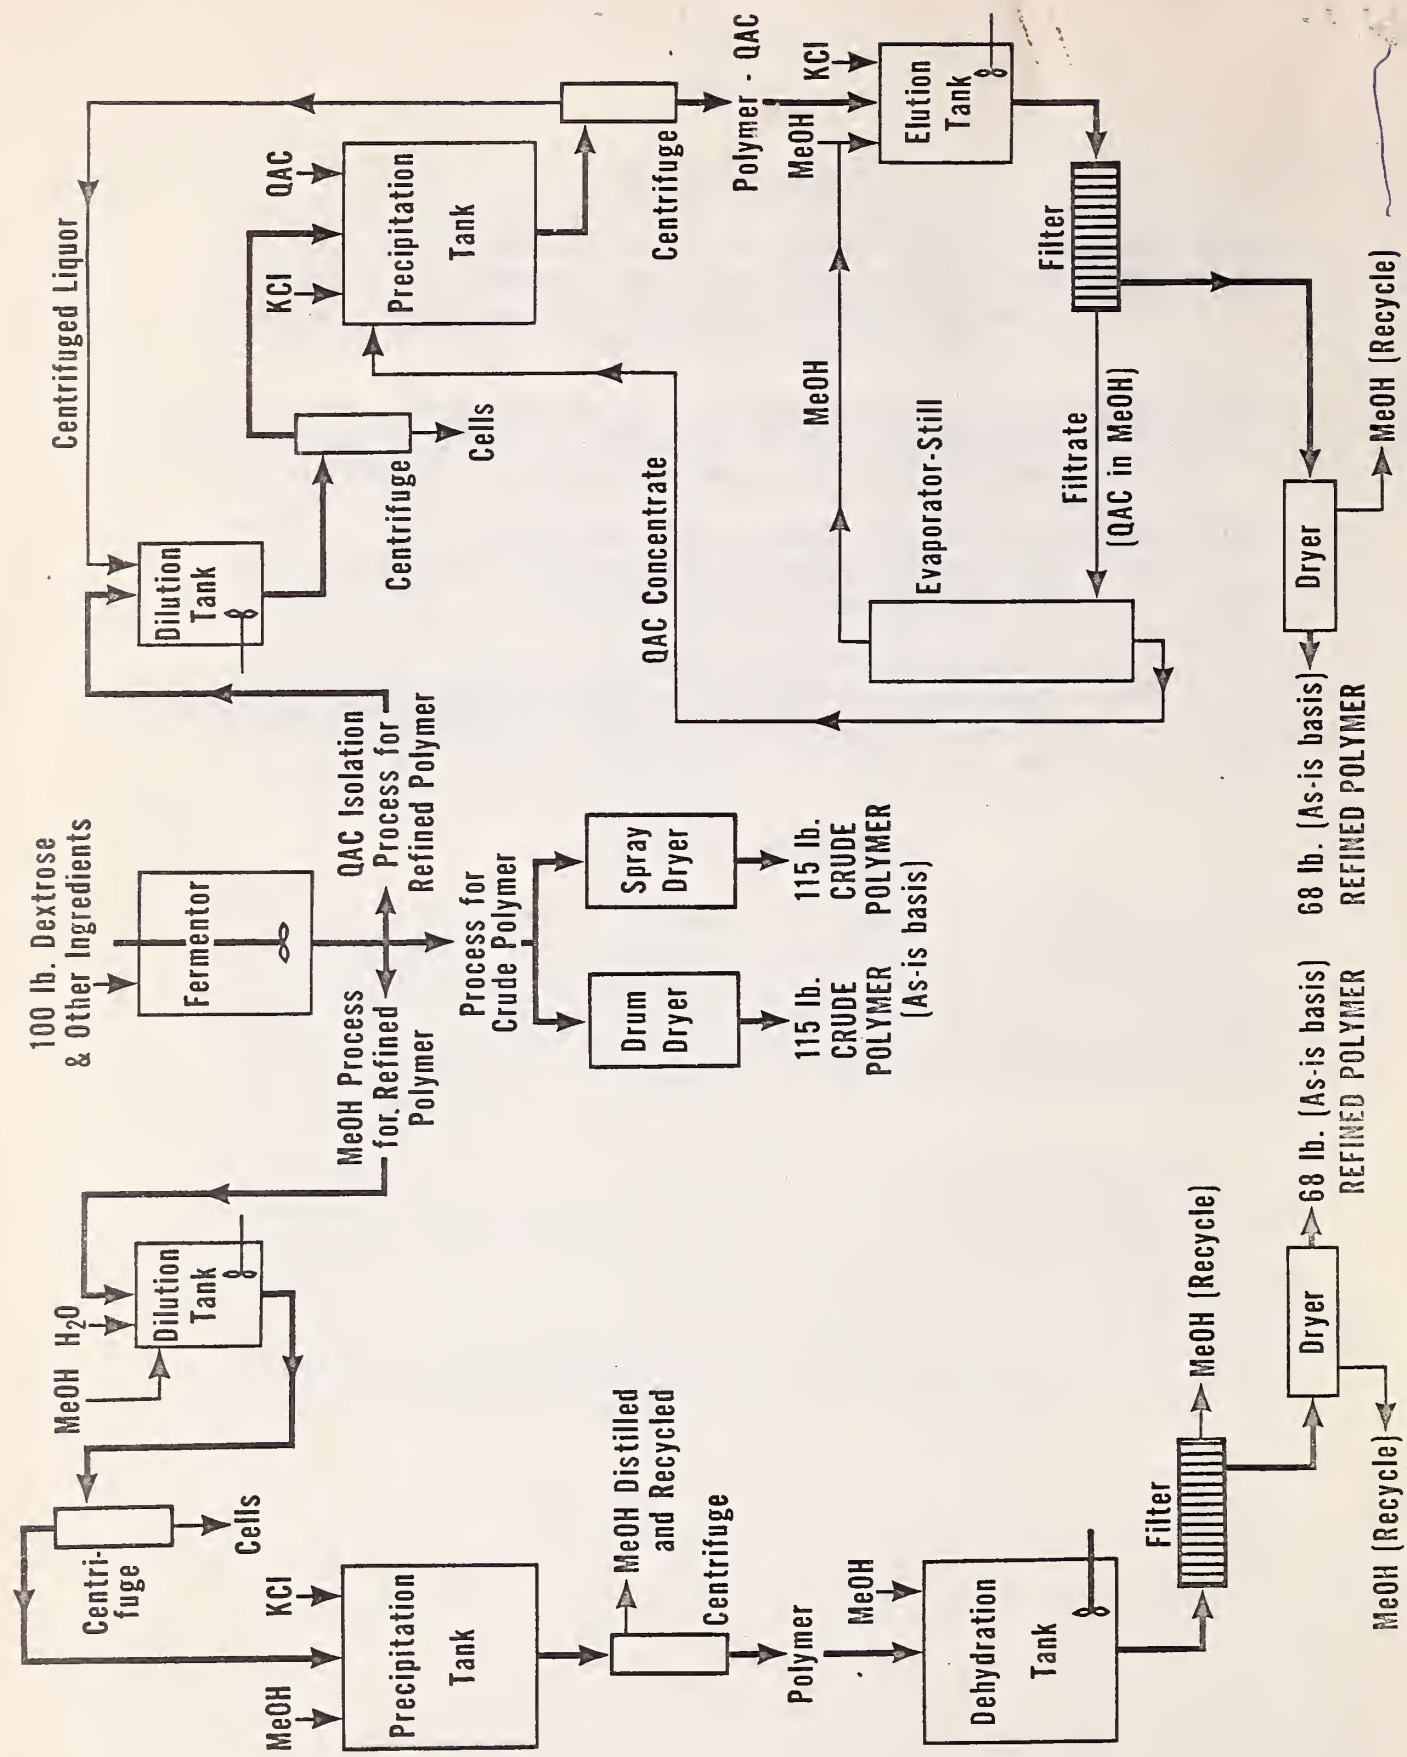 100 lb. Dextrose
& Other Ingredients
Fermentor
MeOH Process
for Refined
Polymer
QAC Isolation
Process for
Refined Polymer
Process for
Crude Polymer
Drum
Dryer
Spray
Dryer
115 lb.
CRUDE
POLYMER
115 lb.
CRUDE
POLYMER
(As-is basis)
MeOH
H2O
Dilution
Tank
Centri-
fuge
Cells
MeOH
KCl
Precipitation
Tank
MeOH Distilled
and Recycled
Centrifuge
Polymer
MeOH
Dehydration
Tank
Filter
MeOH (Recycle)
Dryer
MeOH (Recycle)
68 lb. (As-is basis)
REFINED POLYMER
Centrifuged Liquor
Dilution
Tank
Centrifuge
Cells
KCl
QAC
Precipitation
Tank
Centrifuge
QAC Concentrate
Polymer - QAC
MeOH
KCl
Elution
Tank
MeOH
Evaporator-Still
Filter
Filtrate
(QAC in MeOH)
Dryer
MeOH (Recycle)
68 lb. (As-is basis)
REFINED POLYMER